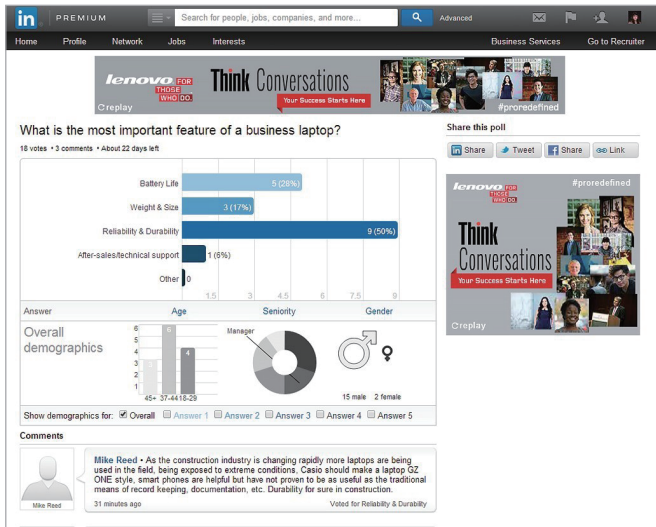 in PREMIUM Search for people, jobs, companies, and more... Advanced
Home Profile Network Jobs Interests Business Services Go to Recruiter
lenovo FOR THOSE WHO DO. Think Conversations
Your Success Starts Here
replay #proredefined
What is the most important feature of a business laptop?
18 votes • 3 comments • About 22 days left
Battery Life 5 (28%)
Weight & Size 3 (17%)
Reliability & Durability 9 (50%)
After-sales/technical support 1 (6%)
Other 0
1.5 3 4.5 6 7.5 9
Answer Age Seniority Gender
Overall
demographics
6
5
4
3
2
1
3 6 4
45+ 37-44 18-29
Manager
15 male 2 female
Show demographics for: Overall Answer 1 Answer 2 Answer 3 Answer 4 Answer 5
Share this poll
Share Tweet Share Link
lenovo FOR THOSE WHO DO. #proredefined
Think
Conversations
Your Success Starts Here
replay
Comments
Mike Reed • As the construction industry is changing rapidly more laptops are being
used in the field, being exposed to extreme conditions, Casio should make a laptop GZ
ONE style, smart phones are helpful but have not proven to be as useful as the traditional
means of record keeping, documentation, etc. Durability for sure in construction.
31 minutes ago Voted for Reliability & Durability
Mike Reed